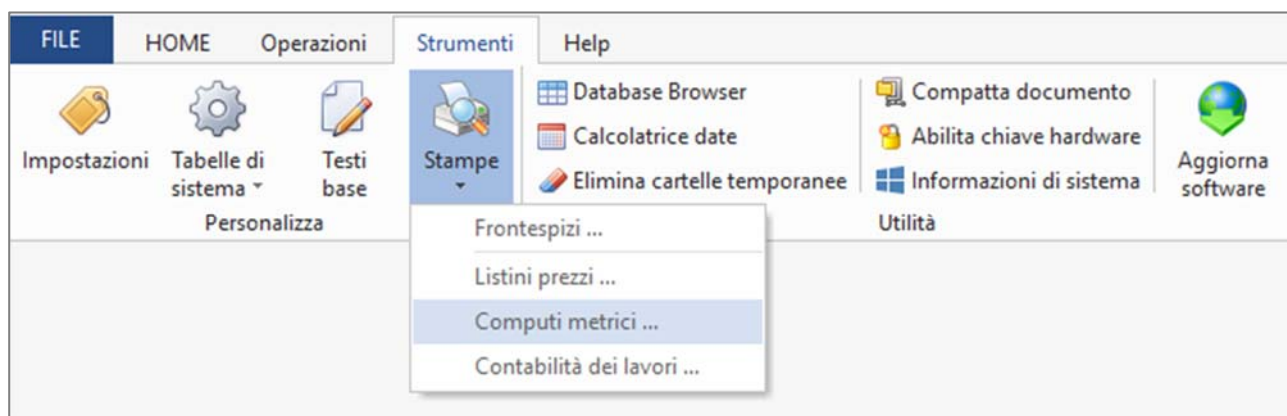 FILE HOME Operazioni Strumenti Help
Impostazioni
Tabelle di
sistema
Testi
base
Stampe
Database Browser
Calcolatrice date
Elimina cartelle temporanee
Compatta documento
Abilita chiave hardware
Informazioni di sistema
Aggiorna
software
Personalizza
Utilità
Frontespizi ...
Listini prezzi ...
Computi metrici ...
Contabilità dei lavori ...